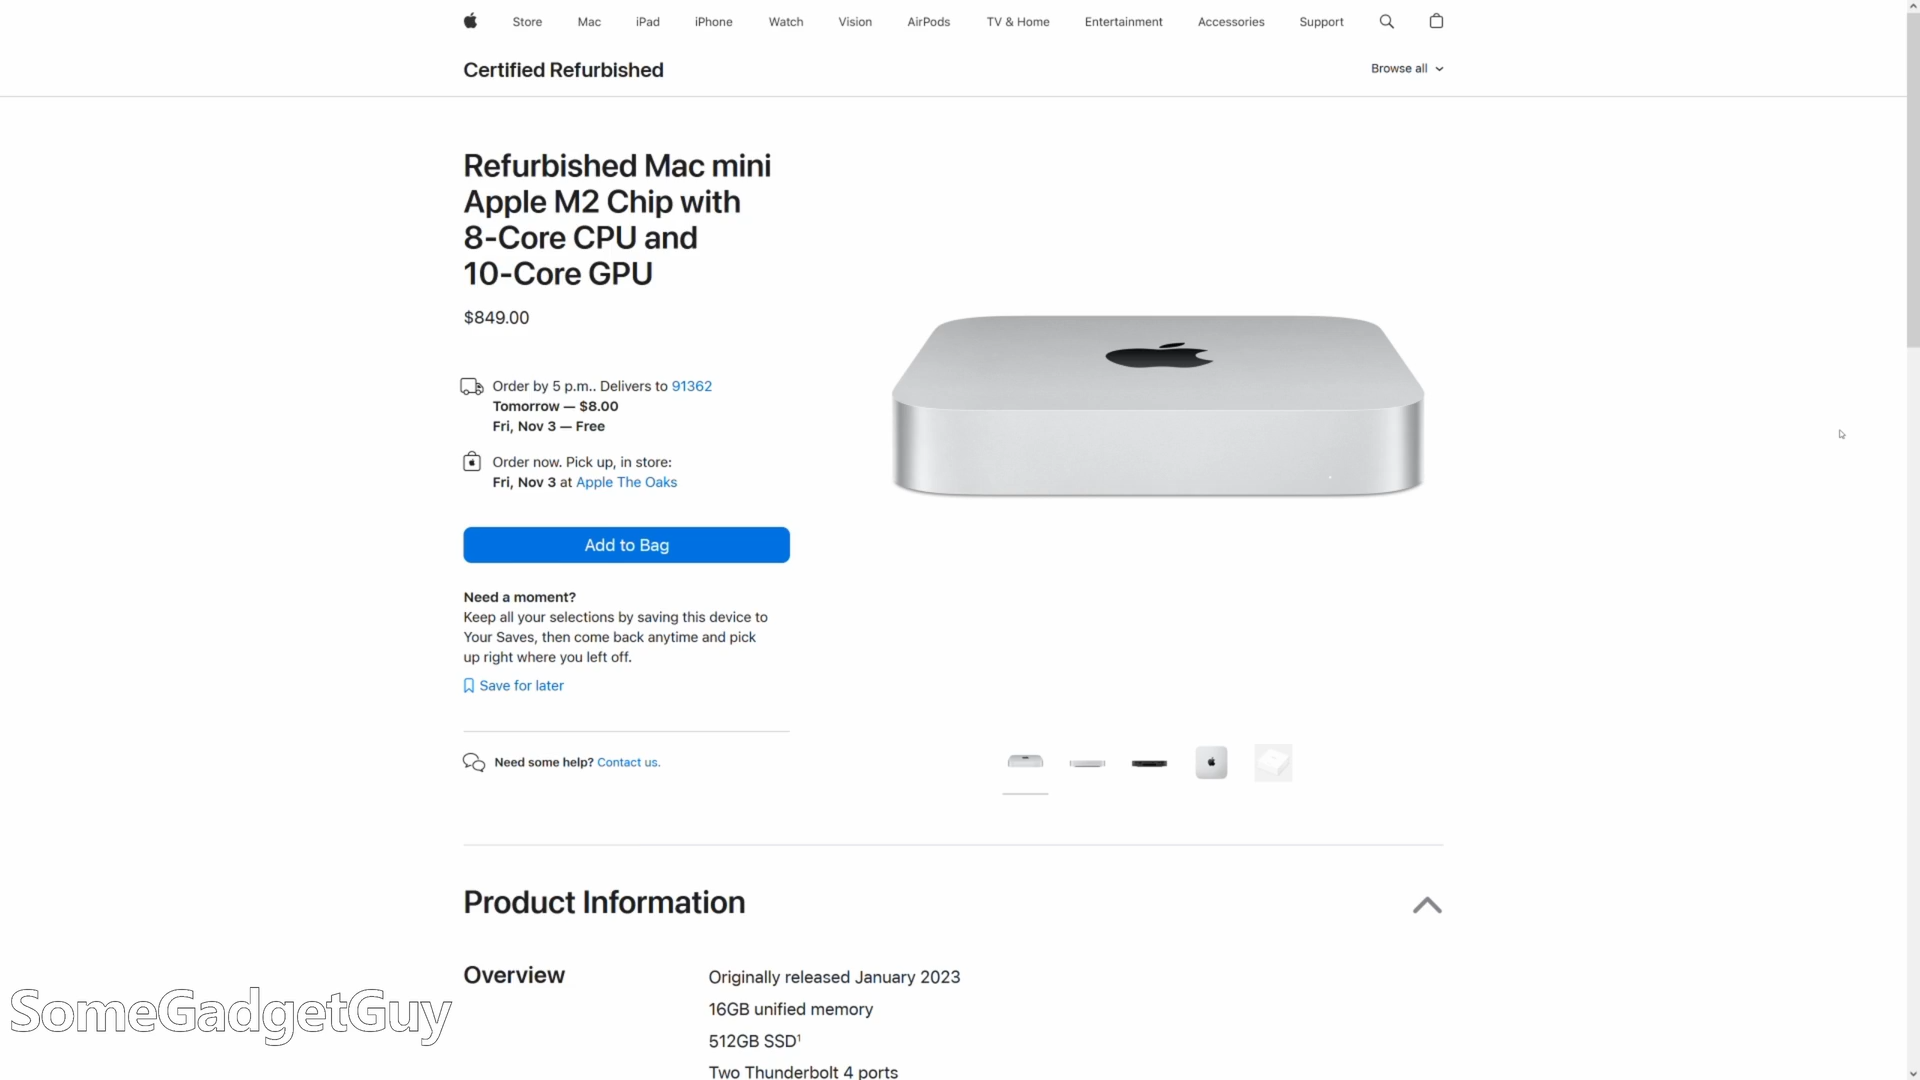 Store Mac iPad iPhone Watch Vision AirPods TV & Home Entertainment Accessories Support
Certified Refurbished
Browse all
Refurbished Mac mini
Apple M2 Chip with
8-Core CPU and
10-Core GPU
$849.00
Order by 5 p.m.. Delivers to 91362
Tomorrow — $8.00
Fri, Nov 3 — Free
Order now. Pick up, in store:
Fri, Nov 3 at Apple The Oaks
Add to Bag
Need a moment?
Keep all your selections by saving this device to
Your Saves, then come back anytime and pick
up right where you left off.
Save for later
Need some help? Contact us.
Product Information
Overview
Originally released January 2023
16GB unified memory
512GB SSD¹
Two Thunderbolt 4 ports
SomeGadgetGuy